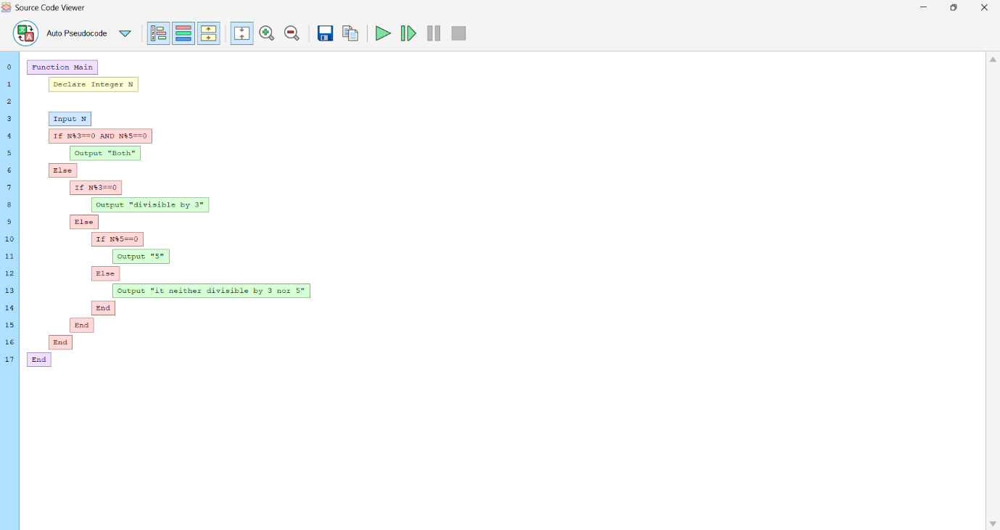 Source Code Viewer
Auto Pseudocode
0 Function Main
1 Declare Integer N
2
3 Input N
4 If N%3==0 AND N%5==0
5 Output "Both"
6 Else
7 If N%3==0
8 Output "divisible by 3"
9 Else
10 If N%5==0
11 Output "5"
12 Else
13 Output "it neither divisible by 3 nor 5"
14 End
15 End
16 End
17 End